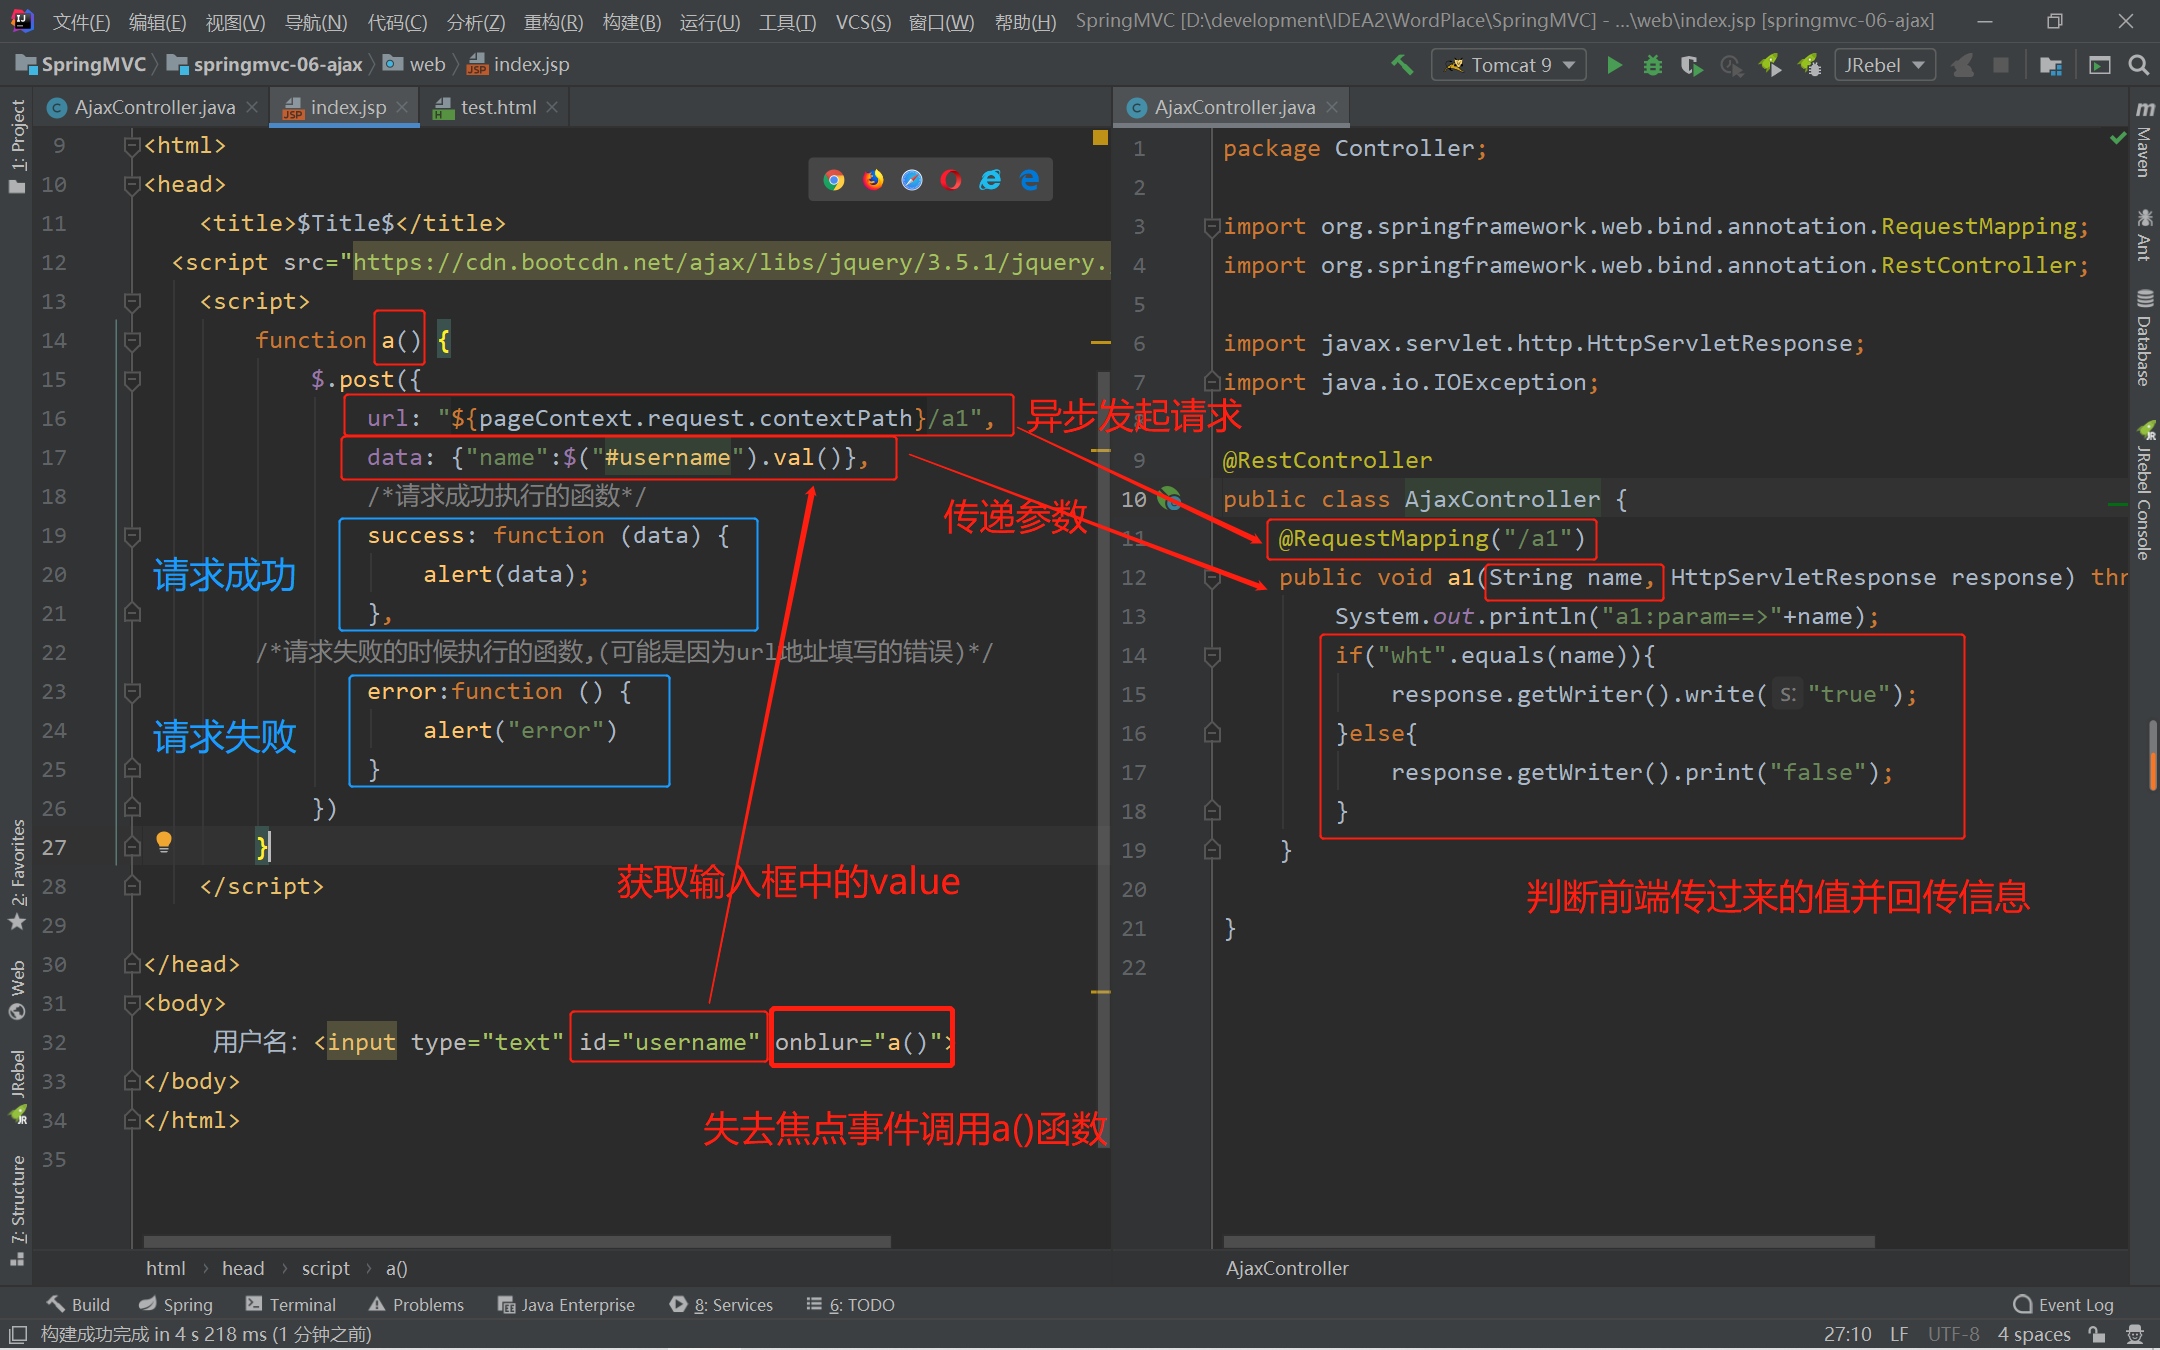 文件(F) 编辑(E) 视图(V) 导航(N) 代码(C) 分析(Z) 重构(R) 构建(B) 运行(U) 工具(T) VCS(S) 窗口(W) 帮助(H) SpringMVC [D:\development\IDEA2\WordPlace\SpringMVC] - ...\web\index.jsp [springmvc-06-ajax]
SpringMVC springmvc-06-ajax web index.jsp Tomcat 9 JRebel
AjaxController.java index.jsp test.html
9 <html>
10 <head>
11 <title>$Title$</title>
12 <script src="https://cdn.bootcdn.net/ajax/libs/jquery/3.5.1/jquery.
13 <script>
14 function a() {
15 $.post({
16 url: "${pageContext.request.contextPath}/a1",
17 data: {"name":$("#username").val()},
18 /*请求成功执行的函数*/
19 success: function (data) {
20 alert(data);
21 },
22 /*请求失败的时候执行的函数,(可能是因为url地址填写的错误)*/
23 error:function () {
24 alert("error")
25 }
26 })
27 }
28 </script>
29
30 </head>
31 <body>
32 用户名: <input type="text" id="username" onblur="a()">
33 </body>
34 </html>
35
请求成功
请求失败
异步发起请求
传递参数
获取输入框中的value
失去焦点事件调用a()函数
html head script a()
AjaxController.java
1 package Controller;
2
3 import org.springframework.web.bind.annotation.RequestMapping;
4 import org.springframework.web.bind.annotation.RestController;
5
6 import javax.servlet.http.HttpServletResponse;
7 import java.io.IOException;
9 @RestController
10 public class AjaxController {
11 @RequestMapping("/a1")
12 public void a1(String name, HttpServletResponse response) thr
13 System.out.println("a1:param==>"+name);
14 if("wht".equals(name)){
15 response.getWriter().write( s: "true");
16 }else{
17 response.getWriter().print("false");
18 }
19 }
20
21 }
22
判断前端传过来的值并回传信息
AjaxController
1: Project
2: Favorites
Web
JRebel
7: Structure
Maven
Ant
Database
JRebel Console
Build Spring Terminal Problems Java Enterprise 8: Services 6: TODO Event Log
构建成功完成 in 4 s 218 ms (1 分钟之前) 27:10 LF UTF-8 4 spaces